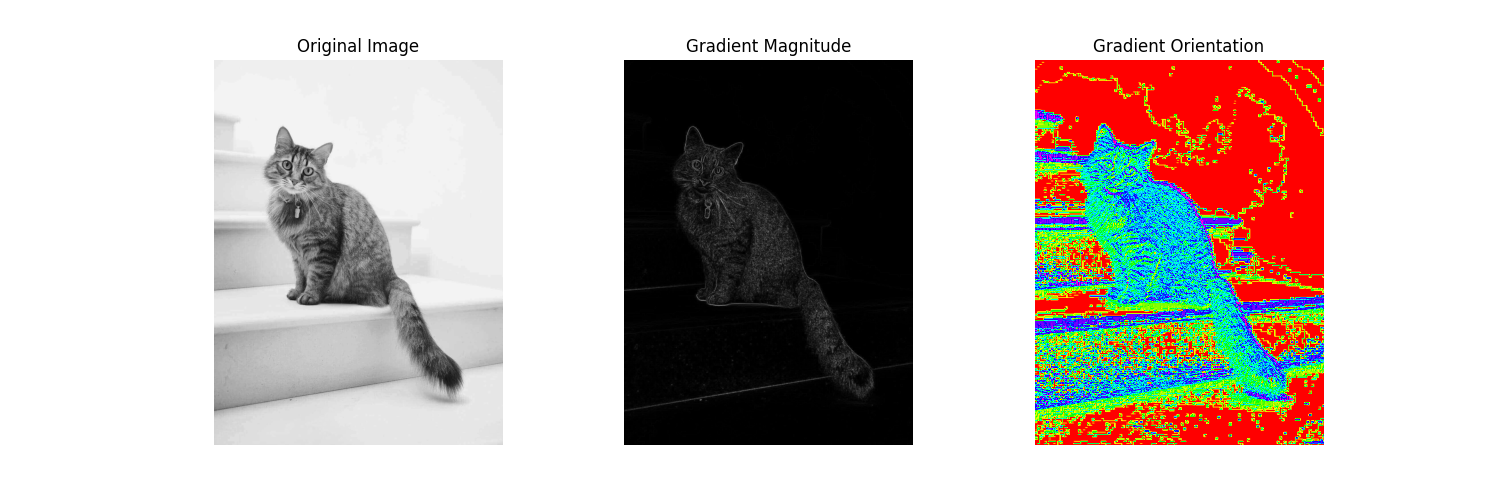 Original Image
Gradient Magnitude
Gradient Orientation